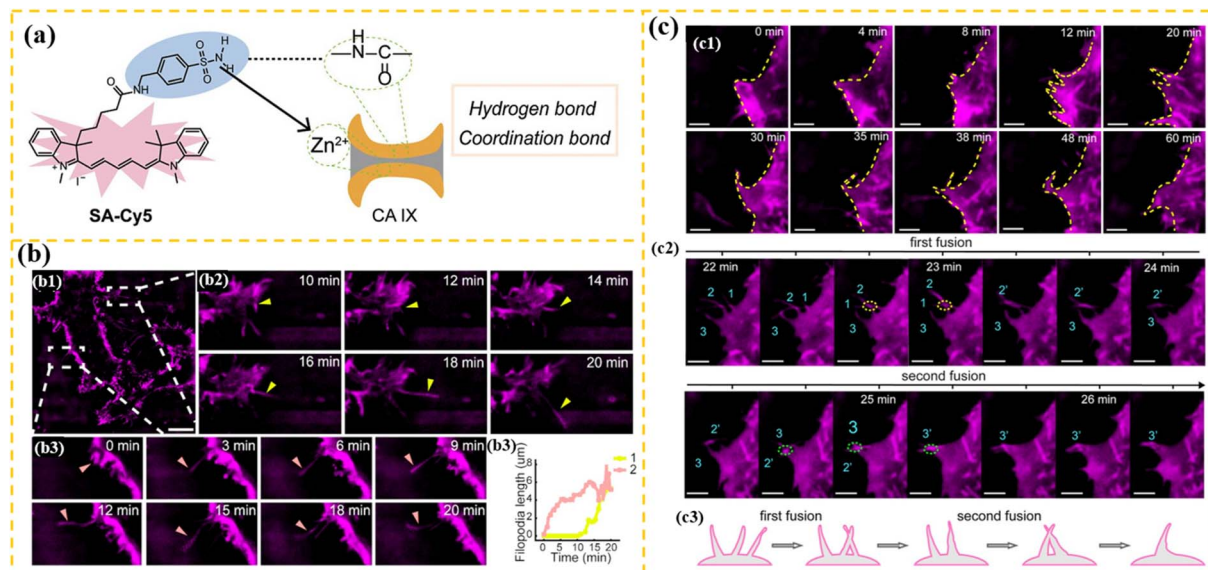 (a)
O
O
S
N
H
H
O
NH
N
+
I⁻
N
SA-Cy5
H
N
C
O
Zn²⁺
CA IX
Hydrogen bond
Coordination bond
(b)
(b1)
(b2)
10 min
12 min
14 min
16 min
18 min
20 min
(b3)
0 min
3 min
6 min
9 min
12 min
15 min
18 min
20 min
(b3)
Filopodia length (um)
8
6
4
2
0
0 5 10 15 20
Time (min)
1
2
(c)
(c1)
0 min
4 min
8 min
12 min
20 min
30 min
35 min
38 min
48 min
60 min
(c2)
first fusion
22 min
23 min
24 min
2' 1
3
2 1
3
2'
1
3
2'
1
3
2'
3
2'
3
2'
3
second fusion
25 min
26 min
2'
3
3
2'
3
2'
3'
3'
3'
3'
(c3)
first fusion
second fusion